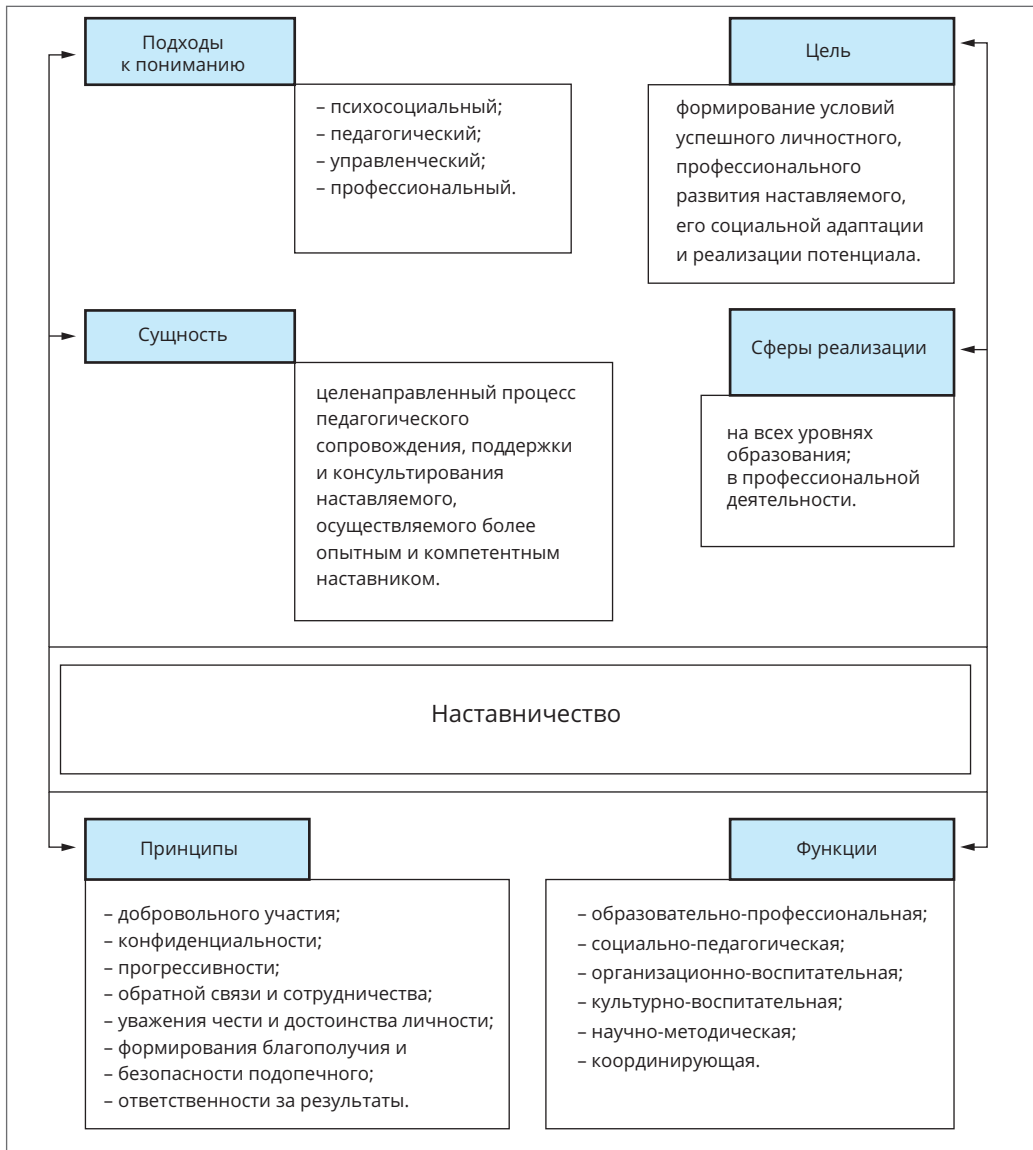 Подходы
к пониманию
– психосоциальный;
– педагогический;
– управленческий;
– профессиональный.
Цель
формирование условий
успешного личностного,
профессионального
развития наставляемого,
его социальной адаптации
и реализации потенциала.
Сущность
целенаправленный процесс
педагогического
сопровождения, поддержки
и консультирования
наставляемого,
осуществляемого более
опытным и компетентным
наставником.
Сферы реализации
на всех уровнях
образования;
в профессиональной
деятельности.
Наставничество
Принципы
– добровольного участия;
– конфиденциальности;
– прогрессивности;
– обратной связи и сотрудничества;
– уважения чести и достоинства личности;
– формирования благополучия и
– безопасности подопечного;
– ответственности за результаты.
Функции
– образовательно-профессиональная;
– социально-педагогическая;
– организационно-воспитательная;
– культурно-воспитательная;
– научно-методическая;
– координирующая.